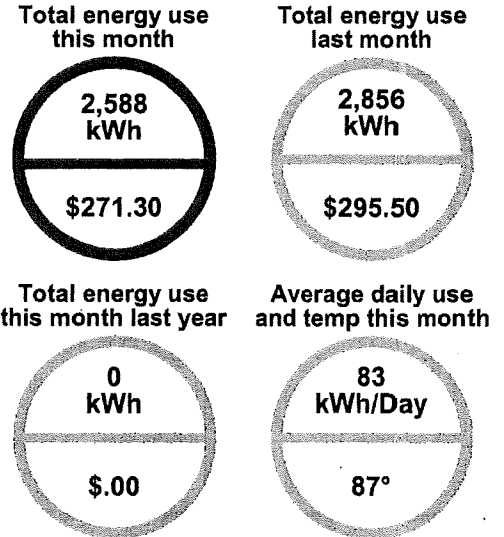 Total energy use
this month
2,588
kWh
$271.30
Total energy use
last month
2,856
kWh
$295.50
Total energy use
this month last year
0
kWh
$.00
Average daily use
and temp this month
83
kWh/Day
87°